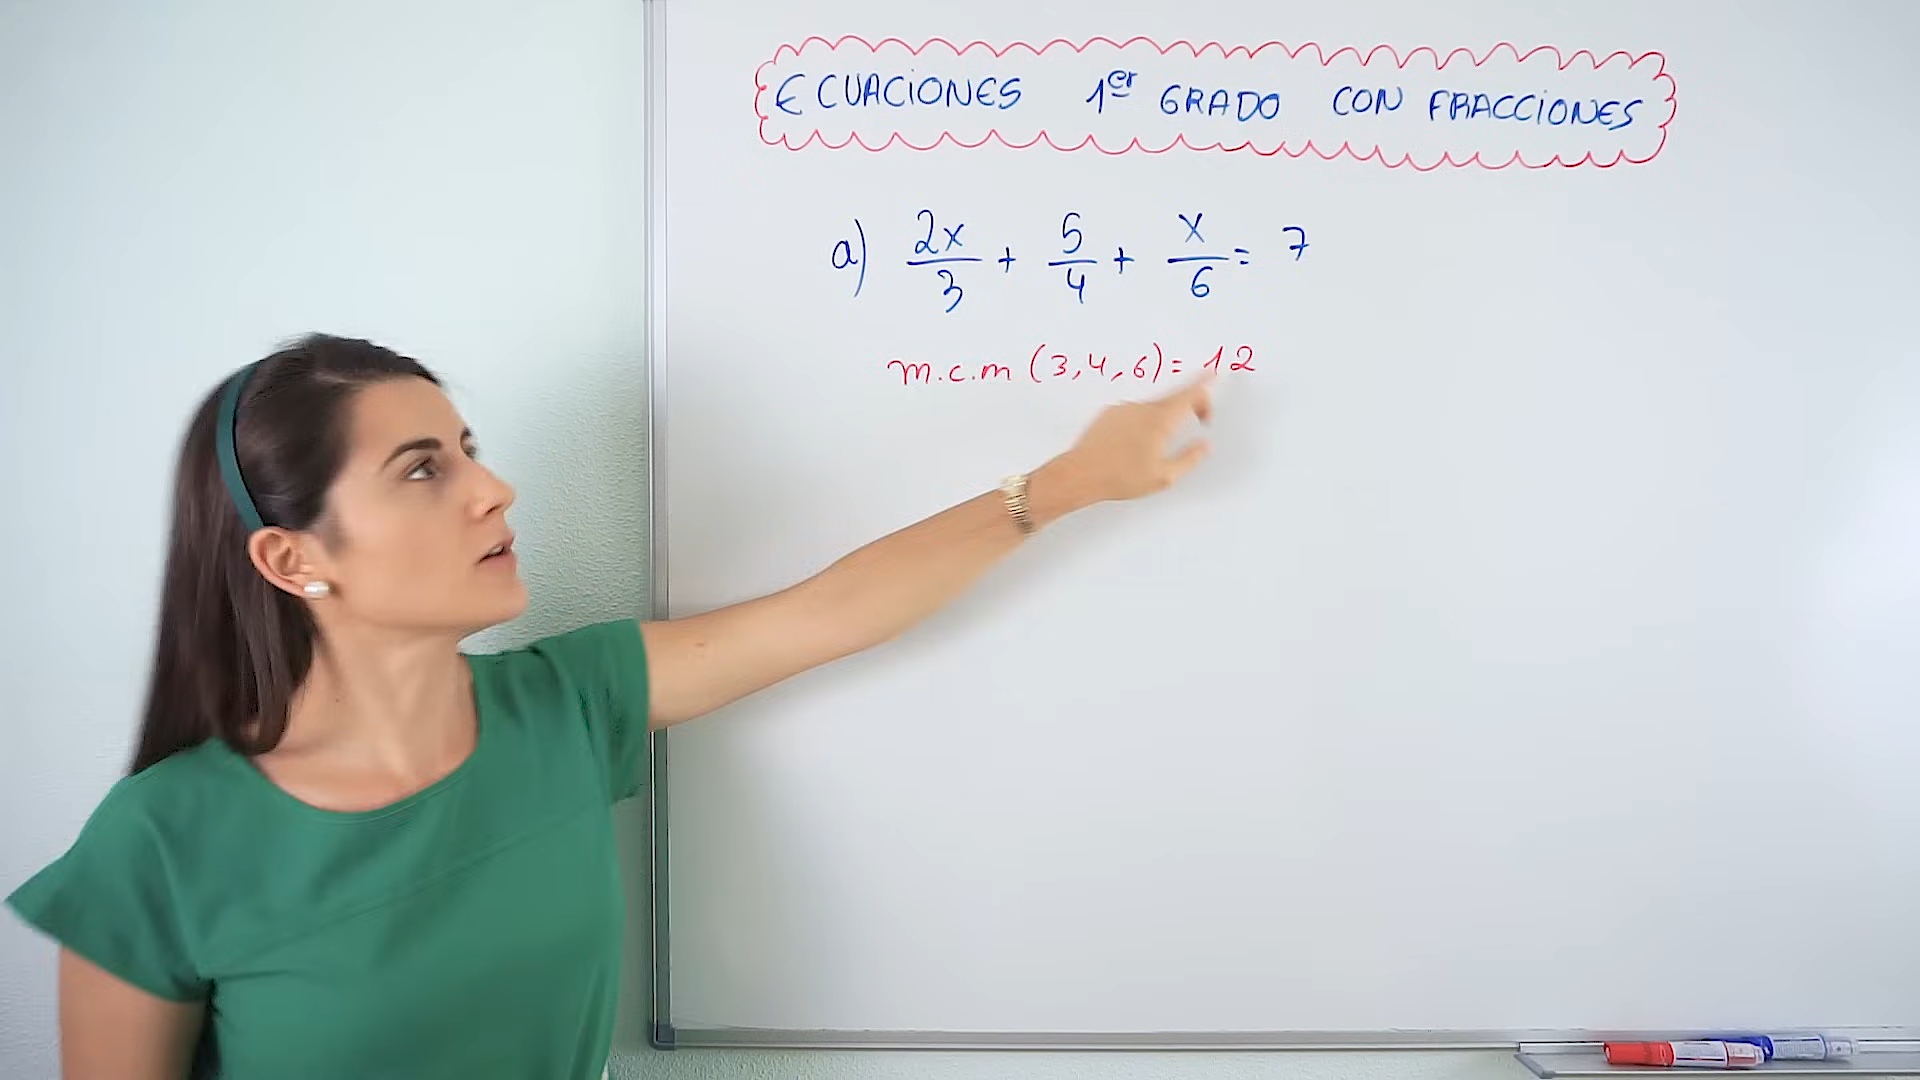 ECUACIONES 1er GRADO CON FRACCIONES
a) 2x/3 + 5/4 + x/6 = 7
m.c.m (3,4,6) = 12